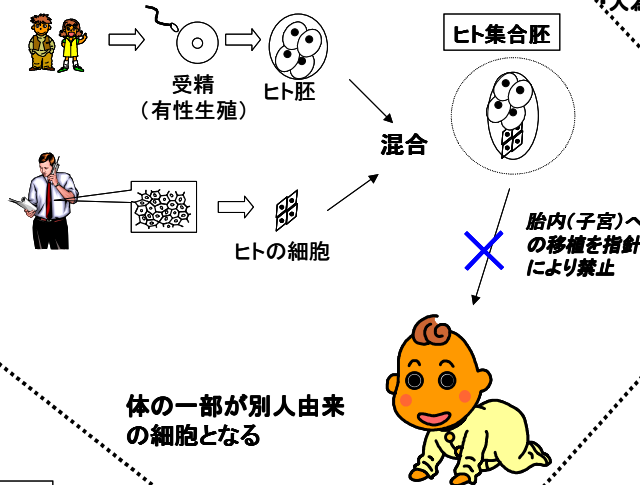 ヒト集合胚
受精
(有性生殖)
ヒト胚
混合
ヒトの細胞
胎内(子宮)へ
の移植を指針
により禁止
体の一部が別人由来
の細胞となる